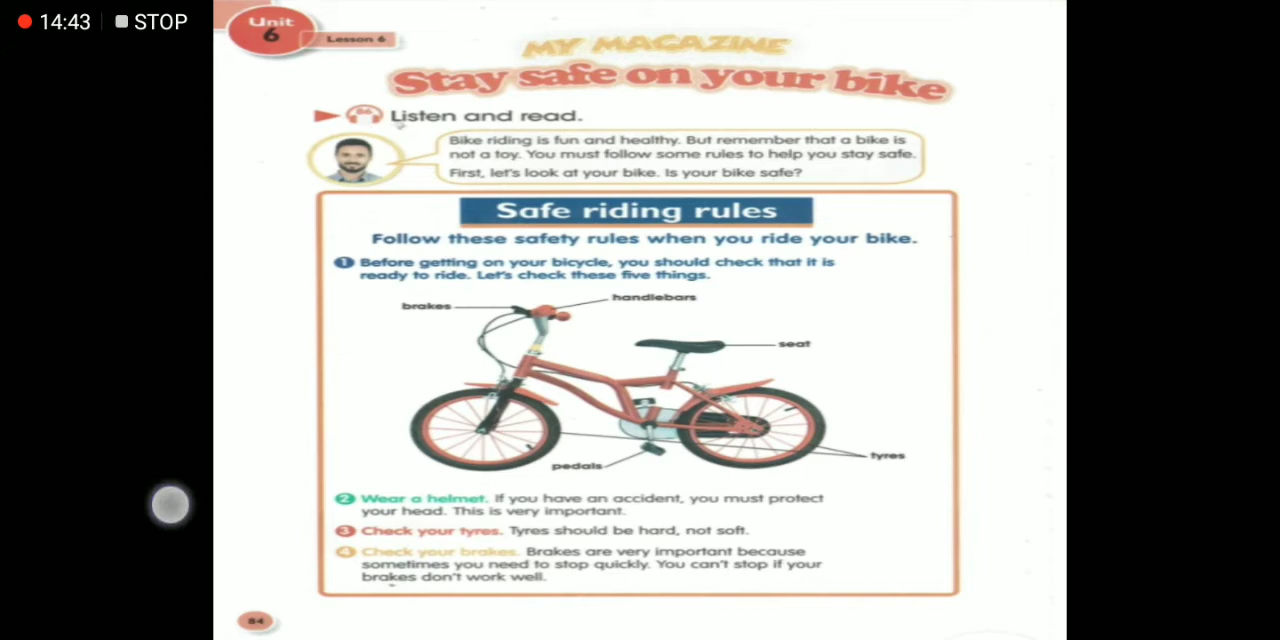 14:43 STOP
Unit
6
Lesson 6
MY MAGAZINE
Stay safe on your bike
86
Listen and read.
Bike riding is fun and healthy. But remember that a bike is
not a toy. You must follow some rules to help you stay safe.
First, let's look at your bike. Is your bike safe?
Safe riding rules
Follow these safety rules when you ride your bike.
1 Before getting on your bicycle, you should check that it is
ready to ride. Let's check these five things.
brakes
handlebars
seat
tyres
pedals
2 Wear a helmet. If you have an accident, you must protect
your head. This is very important.
3 Check your tyres. Tyres should be hard, not soft.
4 Check your brakes. Brakes are very important because
sometimes you need to stop quickly. You can't stop if your
brakes don't work well.
84